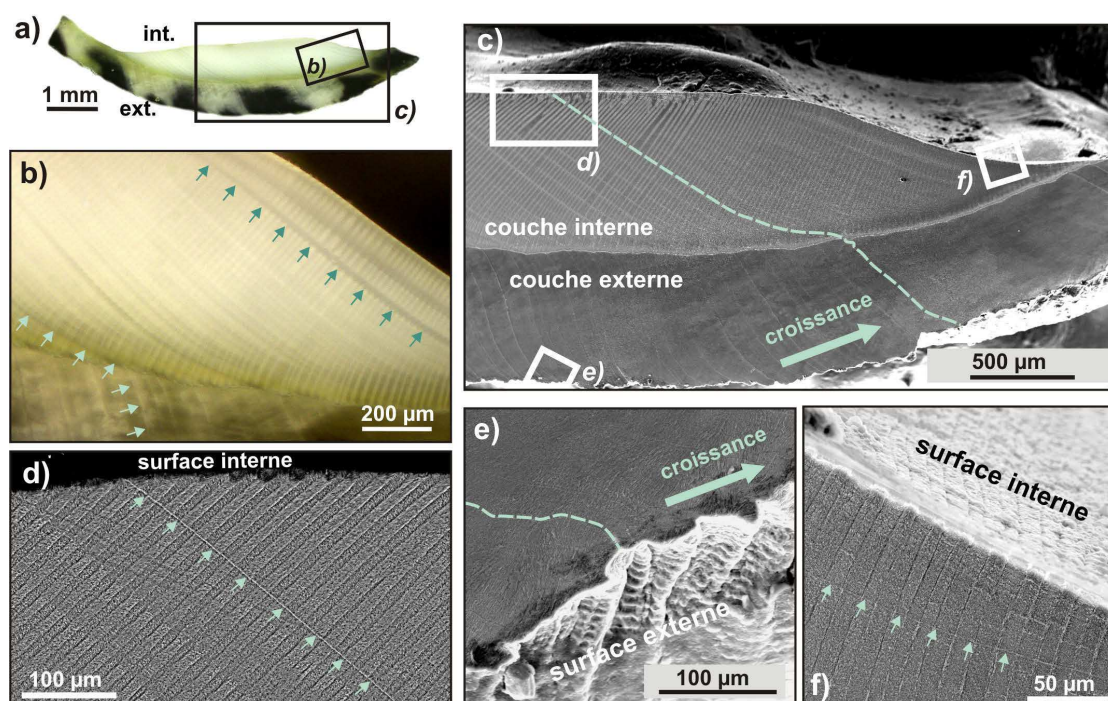 a)
int.
b)
1 mm
ext.
c)
b)
200 µm
c)
d)
f)
couche interne
couche externe
croissance
e)
500 µm
d)
surface interne
100 µm
e)
croissance
surface externe
100 µm
surface interne
f)
50 µm